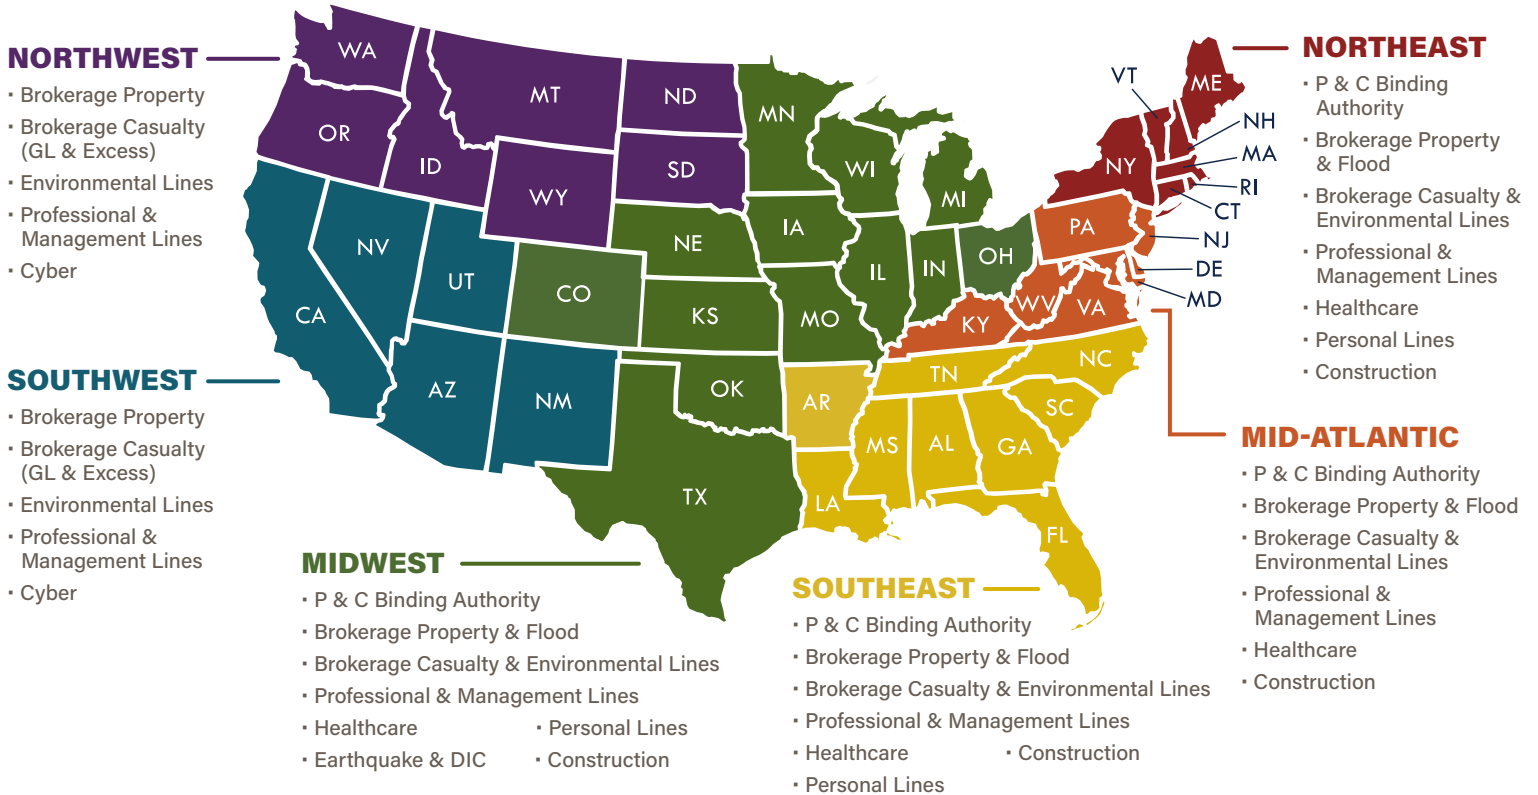 NORTHWEST
· Brokerage Property
· Brokerage Casualty
(GL & Excess)
· Environmental Lines
· Professional &
Management Lines
· Cyber
SOUTHWEST
· Brokerage Property
· Brokerage Casualty
(GL & Excess)
· Environmental Lines
· Professional &
Management Lines
· Cyber
WA
OR
ID
MT
WY
ND
SD
CA
NV
UT
AZ
NM
CO
NE
KS
OK
TX
MN
IA
MO
WI
IL
MI
IN
OH
AR
LA
MS
AL
TN
GA
FL
SC
NC
KY
WV
VA
PA
NY
ME
VT
NH
MA
RI
CT
NJ
DE
MD
MIDWEST
· P & C Binding Authority
· Brokerage Property & Flood
· Brokerage Casualty & Environmental Lines
· Professional & Management Lines
· Healthcare
· Personal Lines
· Earthquake & DIC
· Construction
SOUTHEAST
· P & C Binding Authority
· Brokerage Property & Flood
· Brokerage Casualty & Environmental Lines
· Professional & Management Lines
· Healthcare
· Construction
· Personal Lines
NORTHEAST
· P & C Binding
Authority
· Brokerage Property
& Flood
· Brokerage Casualty &
Environmental Lines
· Professional &
Management Lines
· Healthcare
· Personal Lines
· Construction
MID-ATLANTIC
· P & C Binding Authority
· Brokerage Property & Flood
· Brokerage Casualty &
Environmental Lines
· Professional &
Management Lines
· Healthcare
· Construction